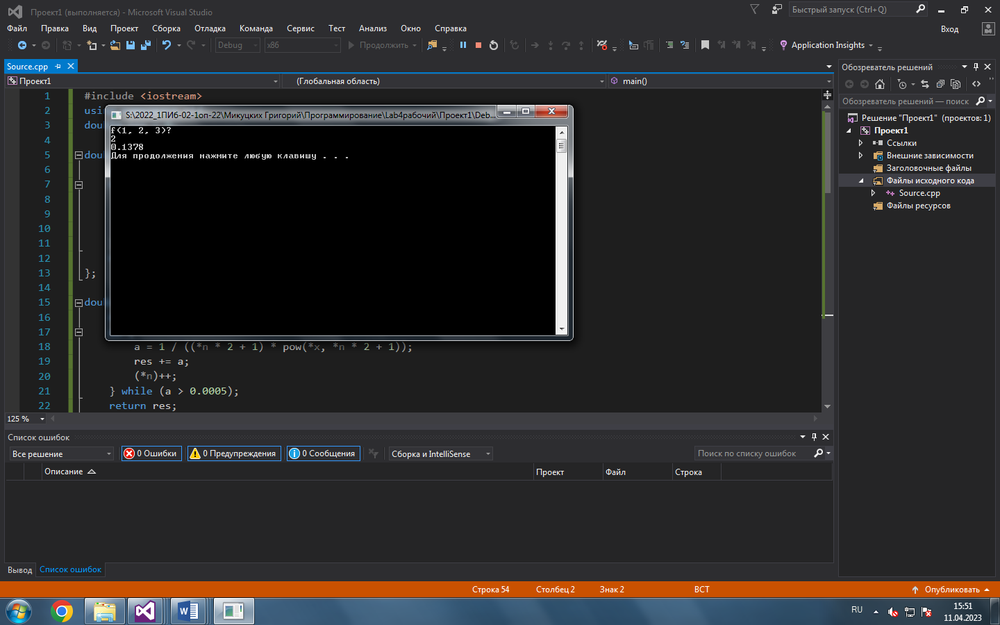 Проект1 (выполняется) - Microsoft Visual Studio
Быстрый запуск (Ctrl+Q)
Файл Правка Вид Проект Сборка Отладка Команда Сервис Тест Анализ Окно Справка
Вход
Debug x86 Продолжить Application Insights
Source.cpp
Проект1 (Глобальная область) main()
1 #include <iostream>
2 usi
3 dou
4
5 dou
6
7
8
9
10
11
12
13 };
14
15 dou
16
17
18 a = 1 / ((*n * 2 + 1) * pow(*x, *n * 2 + 1));
19 res += a;
20 (*n)++;
21 } while (a > 0.0005);
22 return res;
125 %
S:\2022_1ПИб-02-1оп-22\Микуцких Григорий\Программирование\Lab4рабочий\Проект1\Deb...
f(1, 2, 3)?
2
0.1378
Для продолжения нажмите любую клавишу . . .
Обозреватель решений
Обозреватель решений — поиск
Решение "Проект1" (проектов: 1)
Проект1
Ссылки
Внешние зависимости
Заголовочные файлы
Файлы исходного кода
Source.cpp
Файлы ресурсов
Список ошибок
Все решение 0 Ошибки 0 Предупреждения 0 Сообщения Сборка и IntelliSense Поиск по списку ошибок
Описание Проект Файл Строка
Вывод Список ошибок
Строка 54 Столбец 2 Знак 2 ВСТ Опубликовать
RU
15:51
11.04.2023